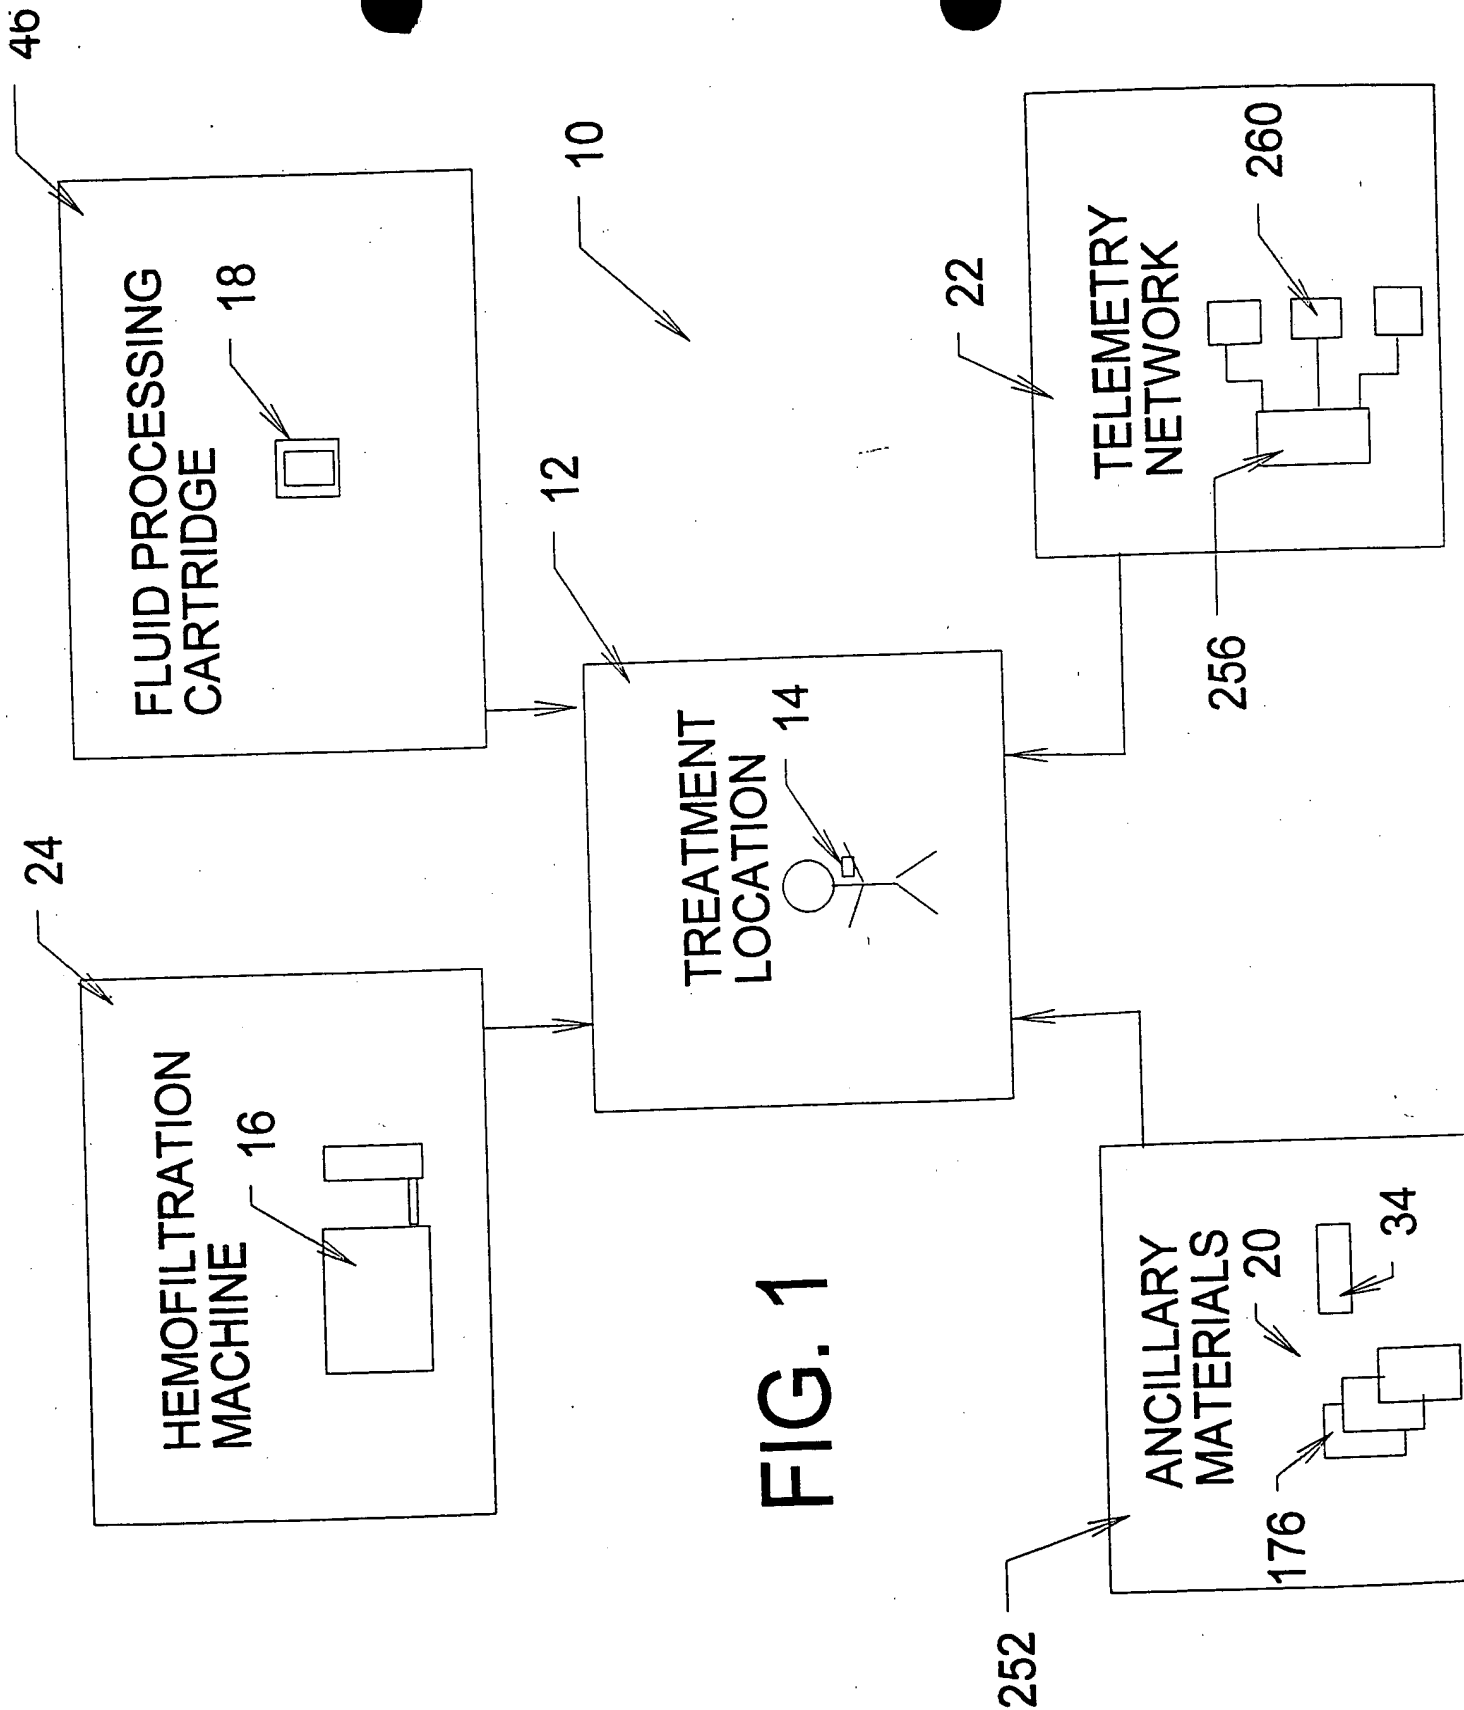 24
46
HEMOFILTRATION
MACHINE
16
FLUID PROCESSING
CARTRIDGE
18
10
12
TREATMENT
LOCATION
14
FIG. 1
252
ANCILLARY
MATERIALS
20
176
34
22
TELEMETRY
NETWORK
256
260